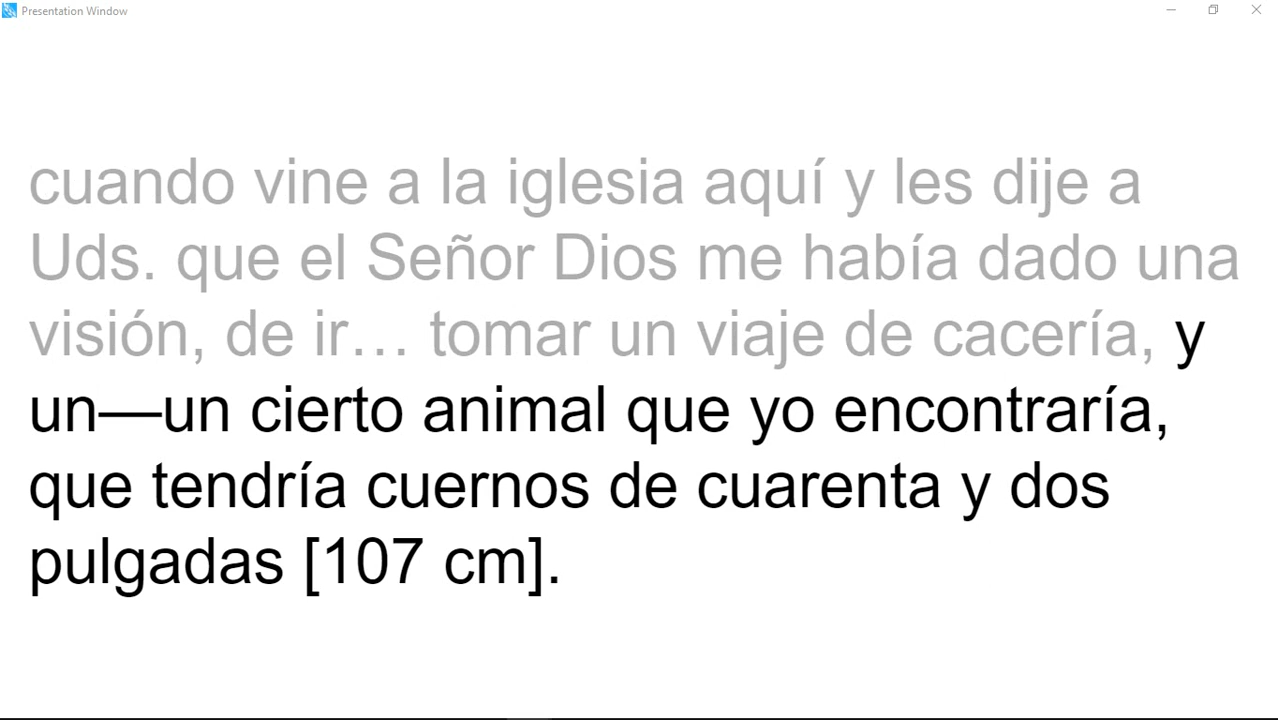 Presentation Window
cuando vine a la iglesia aquí y les dije a
Uds. que el Señor Dios me había dado una
visión, de ir… tomar un viaje de cacería, y
un—un cierto animal que yo encontraría,
que tendría cuernos de cuarenta y dos
pulgadas [107 cm].